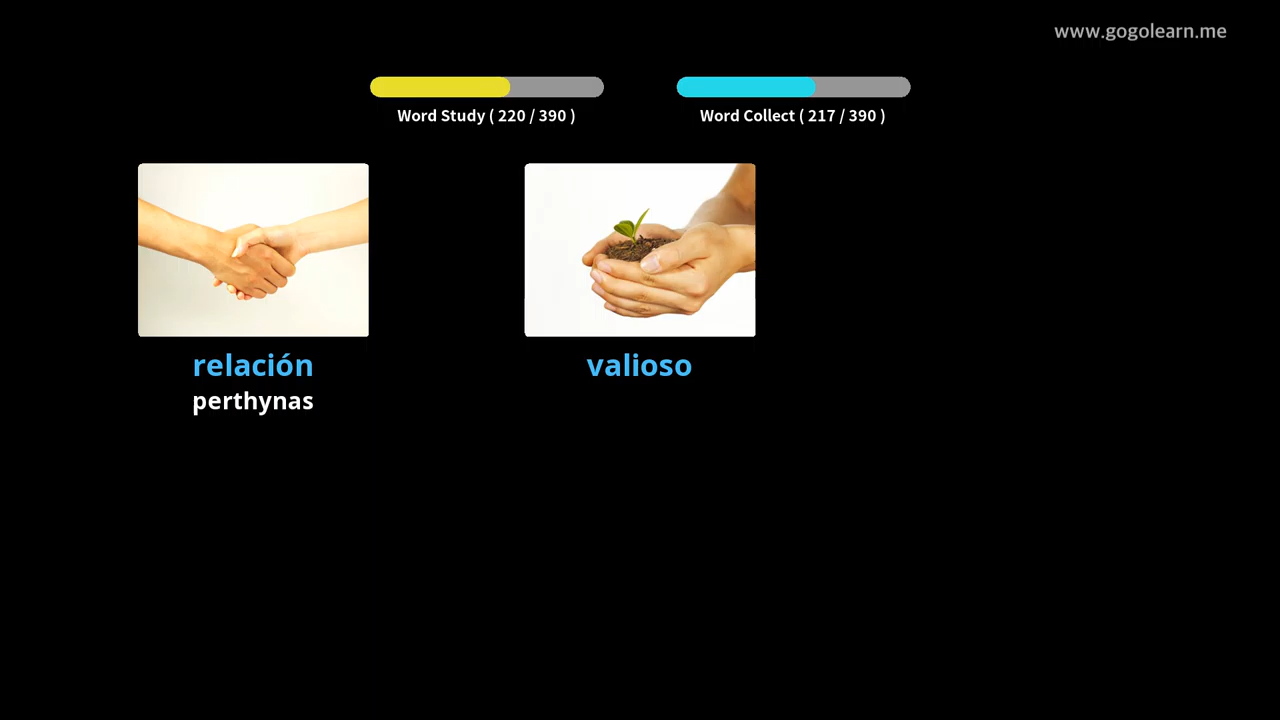 www.gogolearn.me
Word Study ( 220 / 390 )
Word Collect ( 217 / 390 )
relación
perthynas
valioso